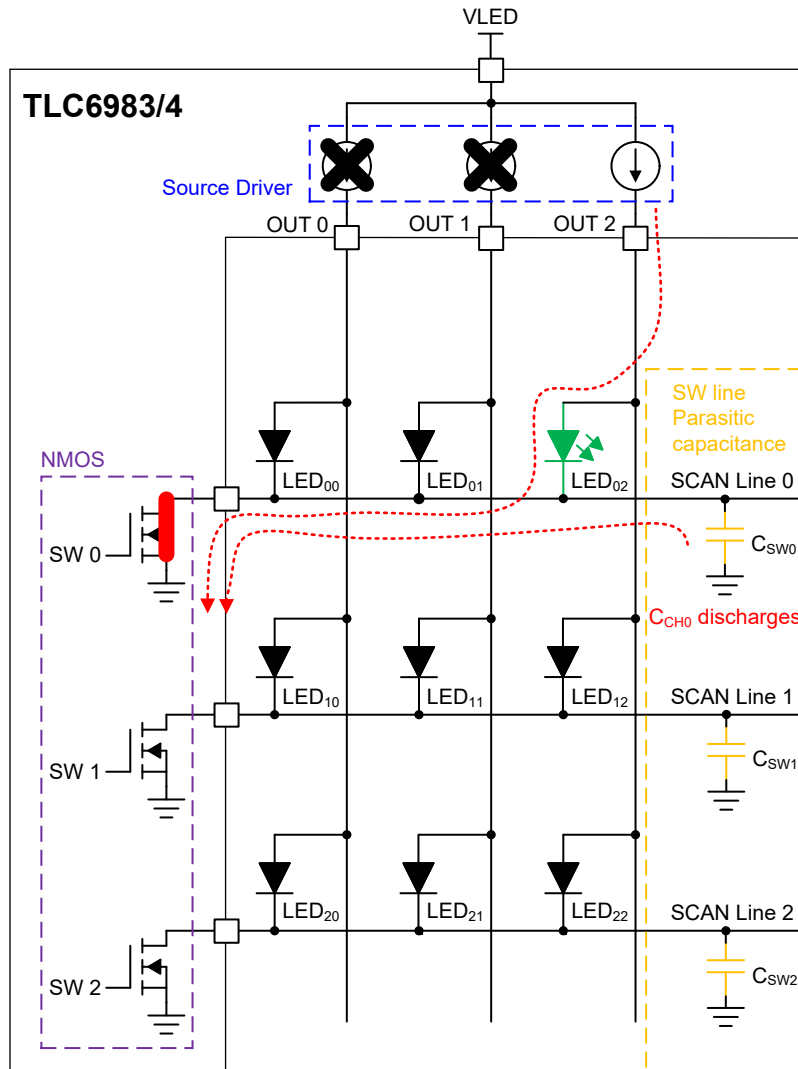 VLED
TLC6983/4
Source Driver
OUT 0
OUT 1
OUT 2
SW line
Parasitic
capacitance
NMOS
LED00
LED01
LED02
SCAN Line 0
SW 0
CSW0
CCH0 discharges
LED10
LED11
LED12
SCAN Line 1
SW 1
CSW1
LED20
LED21
LED22
SCAN Line 2
SW 2
CSW2